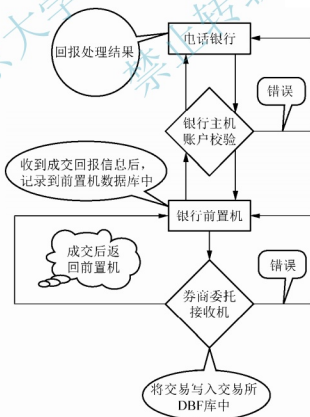 回报处理结果
电话银行
错误
银行主机
账户校验
收到成交回报信息后，
记录到前置机数据库中
银行前置机
成交后返
回前置机
错误
券商委托
接收机
将交易写入交易所
DBF库中